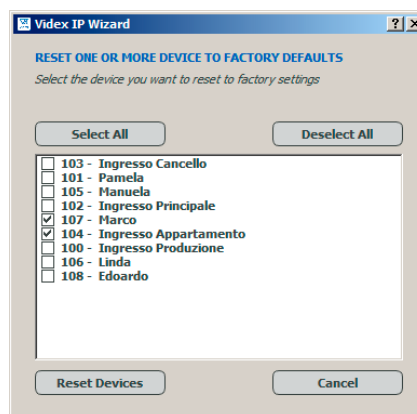 Videx IP Wizard
RESET ONE OR MORE DEVICE TO FACTORY DEFAULTS
Select the device you want to reset to factory settings
Select All
Deselect All
103 - Ingresso Cancello
101 - Pamela
105 - Manuela
102 - Ingresso Principale
107 - Marco
104 - Ingresso Appartamento
100 - Ingresso Produzione
106 - Linda
108 - Edoardo
Reset Devices
Cancel